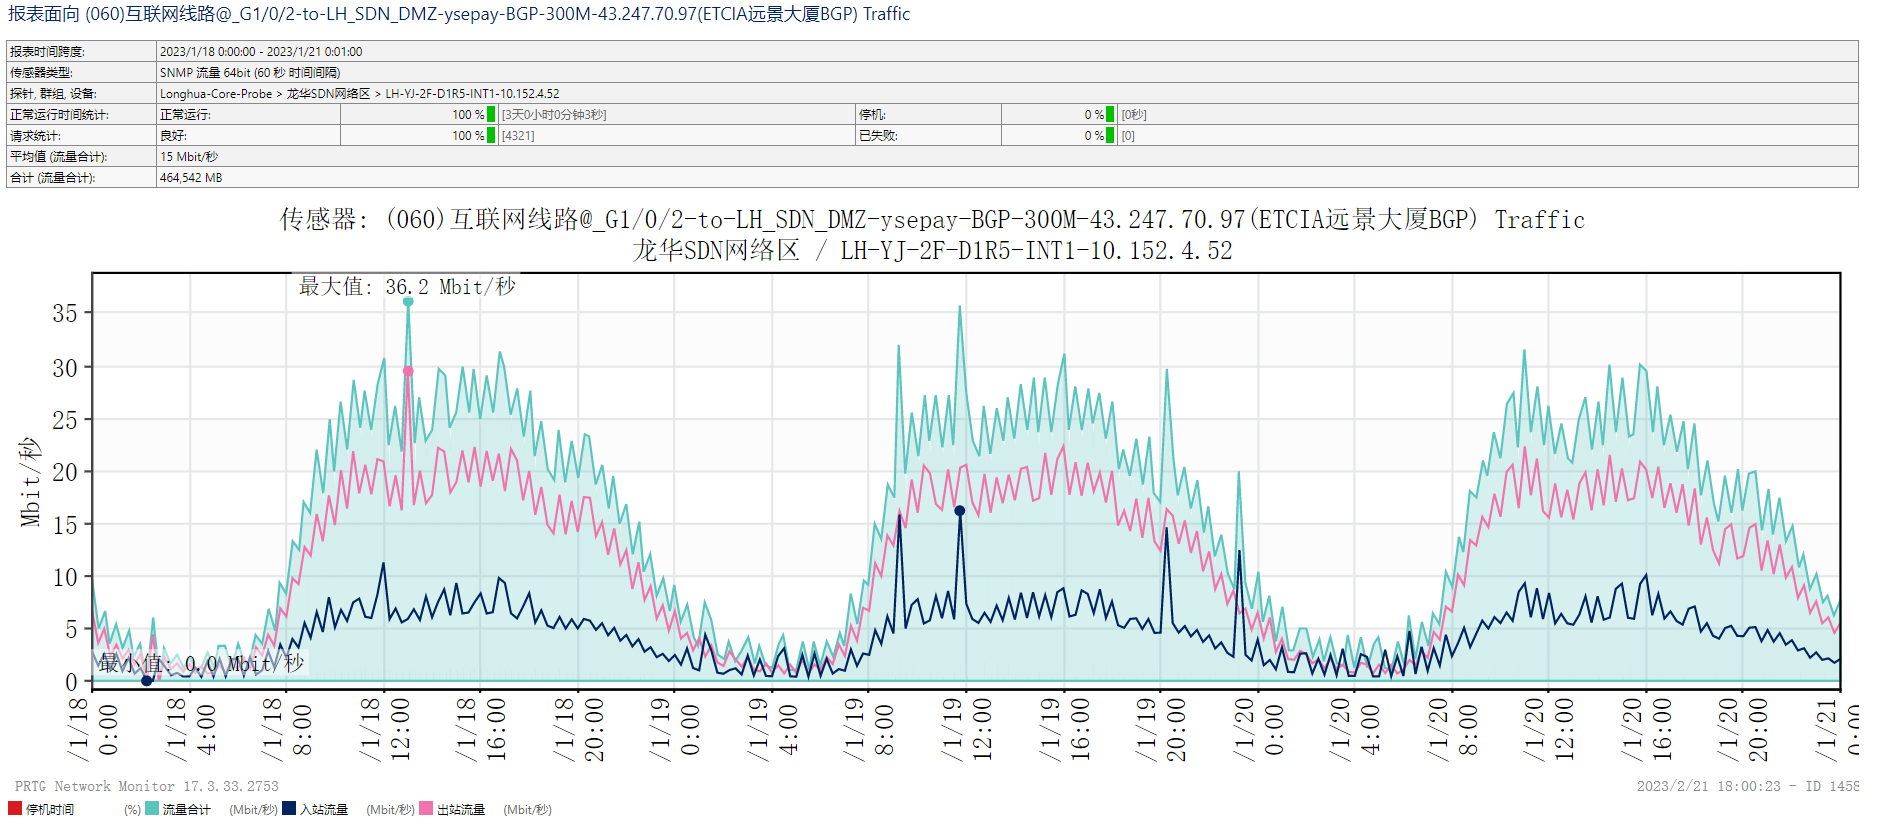 报表面向 (060)互联网线路@_G1/0/2-to-LH_SDN_DMZ-ysepay-BGP-300M-43.247.70.97(ETCIA远景大厦BGP) Traffic
报表时间跨度: 2023/1/18 0:00:00 - 2023/1/21 0:01:00
传感器类型: SNMP 流量 64bit (60 秒 时间间隔)
探针, 群组, 设备: Longhua-Core-Probe > 龙华SDN网络区 > LH-YJ-2F-D1R5-INT1-10.152.4.52
正常运行时间统计: 正常运行: 100 % [3天0小时0分钟3秒] 停机: 0 % [0秒]
请求统计: 良好: 100 % [4321] 已失败: 0 % [0]
平均值 (流量合计): 15 Mbit/秒
合计 (流量合计): 464,542 MB
传感器: (060)互联网线路@_G1/0/2-to-LH_SDN_DMZ-ysepay-BGP-300M-43.247.70.97(ETCIA远景大厦BGP) Traffic
龙华SDN网络区 / LH-YJ-2F-D1R5-INT1-10.152.4.52
最大值: 36.2 Mbit/秒
35
30
25
20
15
10
5
0
Mbit/秒
最小值: 0.0 Mbit/秒
/1/18 0:00
/1/18 4:00
/1/18 8:00
/1/18 12:00
/1/18 16:00
/1/18 20:00
/1/19 0:00
/1/19 4:00
/1/19 8:00
/1/19 12:00
/1/19 16:00
/1/19 20:00
/1/20 0:00
/1/20 4:00
/1/20 8:00
/1/20 12:00
/1/20 16:00
/1/20 20:00
/1/21 0:00
PRTG Network Monitor 17.3.33.2753
2023/2/21 18:00:23 - ID 1458
停机时间 (%) 流量合计 (Mbit/秒) 入站流量 (Mbit/秒) 出站流量 (Mbit/秒)